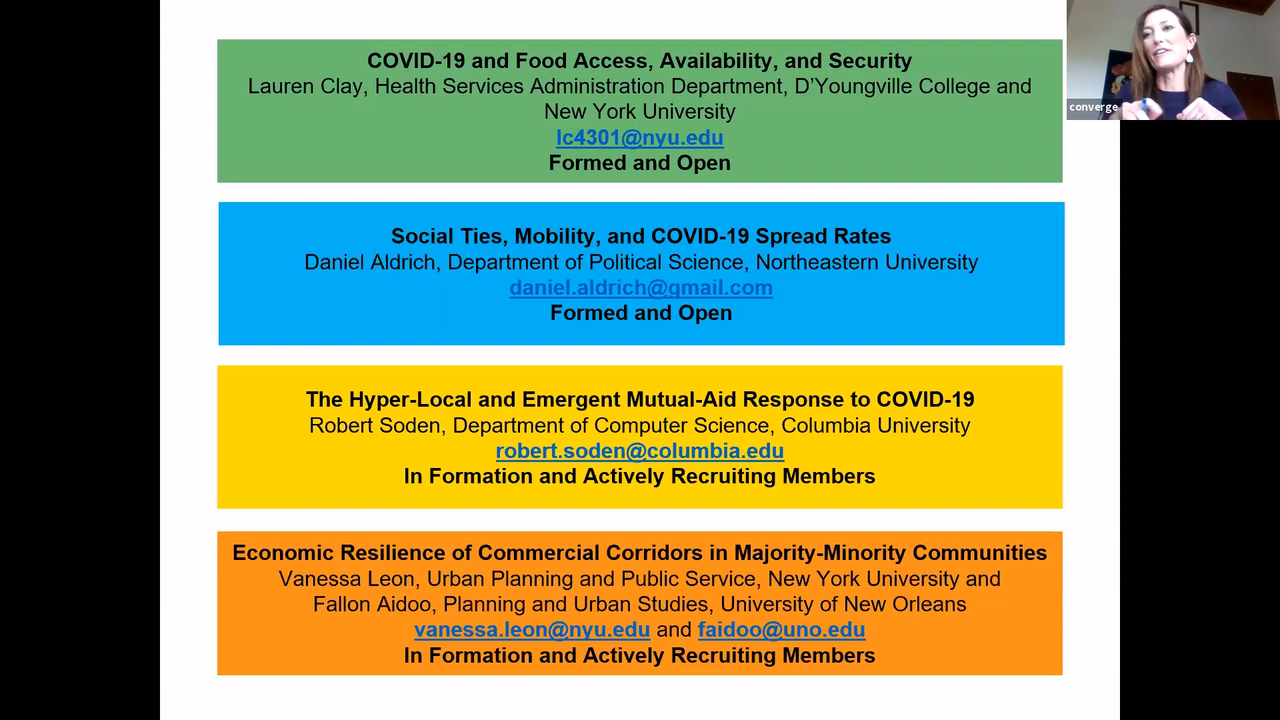 COVID-19 and Food Access, Availability, and Security
Lauren Clay, Health Services Administration Department, D'Youngville College and
New York University
lc4301@nyu.edu
Formed and Open
converge
Social Ties, Mobility, and COVID-19 Spread Rates
Daniel Aldrich, Department of Political Science, Northeastern University
daniel.aldrich@gmail.com
Formed and Open
The Hyper-Local and Emergent Mutual-Aid Response to COVID-19
Robert Soden, Department of Computer Science, Columbia University
robert.soden@columbia.edu
In Formation and Actively Recruiting Members
Economic Resilience of Commercial Corridors in Majority-Minority Communities
Vanessa Leon, Urban Planning and Public Service, New York University and
Fallon Aidoo, Planning and Urban Studies, University of New Orleans
vanessa.leon@nyu.edu and faidoo@uno.edu
In Formation and Actively Recruiting Members